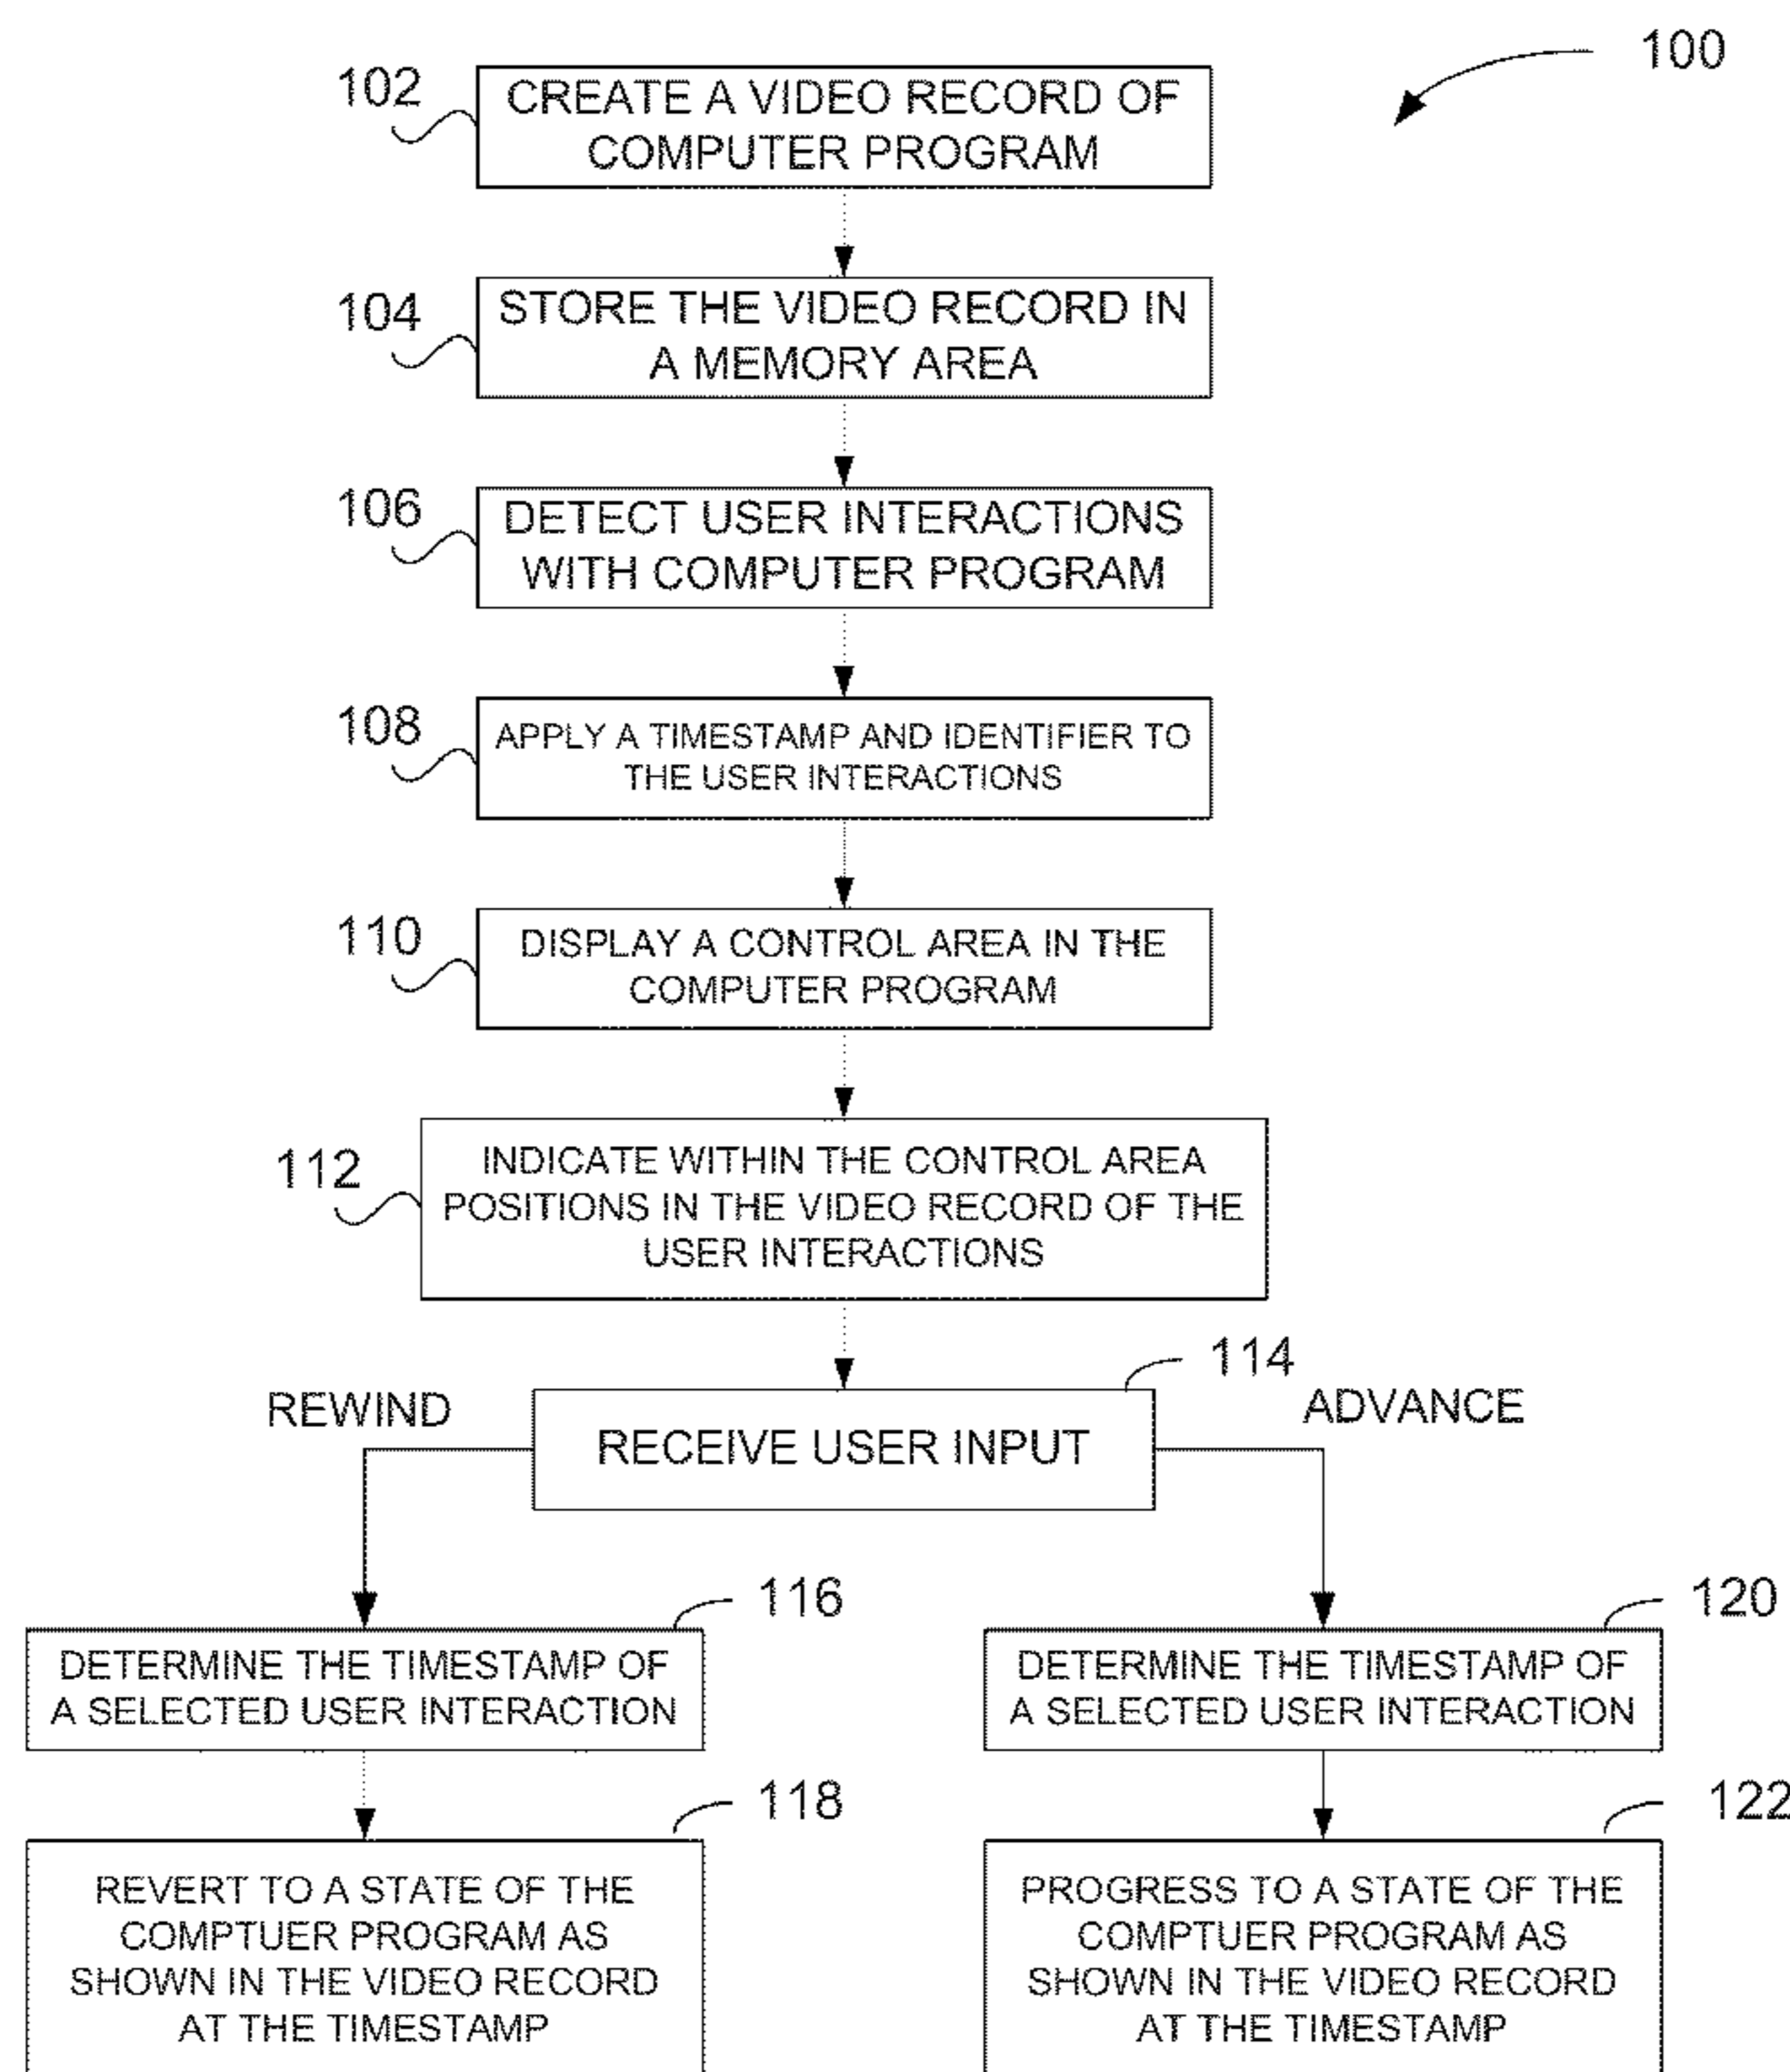 100
102
CREATE A VIDEO RECORD OF
COMPUTER PROGRAM
104
STORE THE VIDEO RECORD IN
A MEMORY AREA
106
DETECT USER INTERACTIONS
WITH COMPUTER PROGRAM
108
APPLY A TIMESTAMP AND IDENTIFIER TO
THE USER INTERACTIONS
110
DISPLAY A CONTROL AREA IN THE
COMPUTER PROGRAM
112
INDICATE WITHIN THE CONTROL AREA
POSITIONS IN THE VIDEO RECORD OF THE
USER INTERACTIONS
114
REWIND
RECEIVE USER INPUT
ADVANCE
116
DETERMINE THE TIMESTAMP OF
A SELECTED USER INTERACTION
118
REVERT TO A STATE OF THE
COMPTUER PROGRAM AS
SHOWN IN THE VIDEO RECORD
AT THE TIMESTAMP
120
DETERMINE THE TIMESTAMP OF
A SELECTED USER INTERACTION
122
PROGRESS TO A STATE OF THE
COMPTUER PROGRAM AS
SHOWN IN THE VIDEO RECORD
AT THE TIMESTAMP